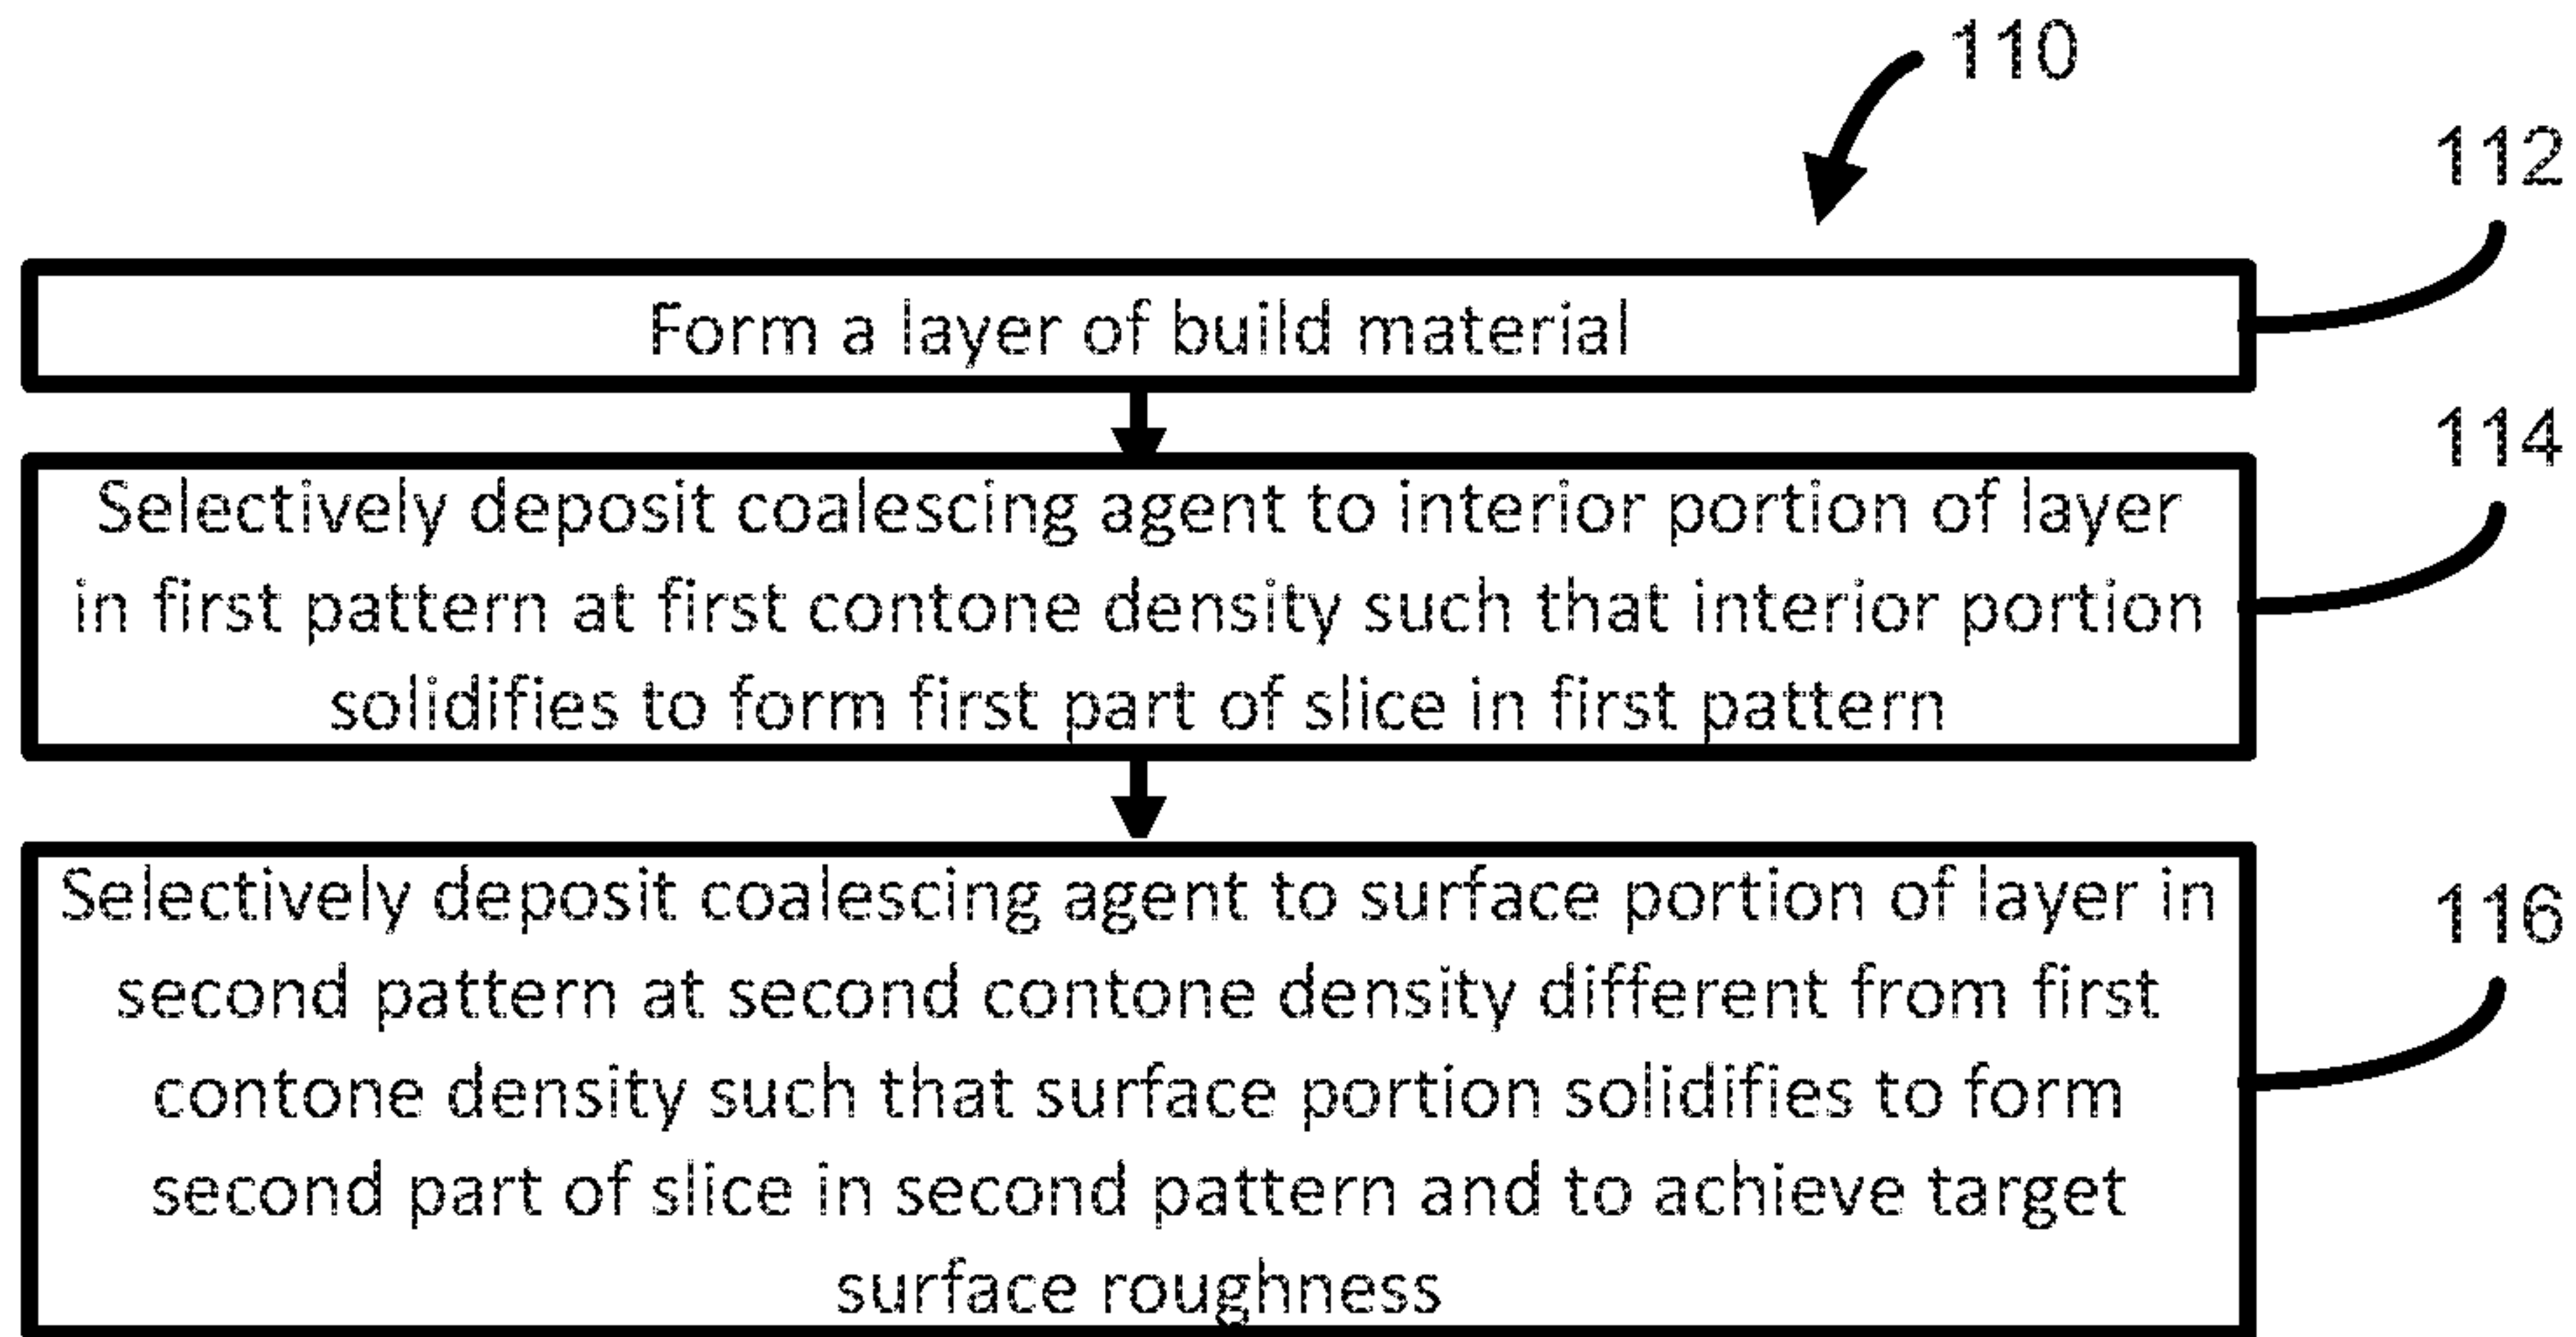 110
112
Form a layer of build material
114
Selectively deposit coalescing agent to interior portion of layer
in first pattern at first contone density such that interior portion
solidifies to form first part of slice in first pattern
116
Selectively deposit coalescing agent to surface portion of layer in
second pattern at second contone density different from first
contone density such that surface portion solidifies to form
second part of slice in second pattern and to achieve target
surface roughness